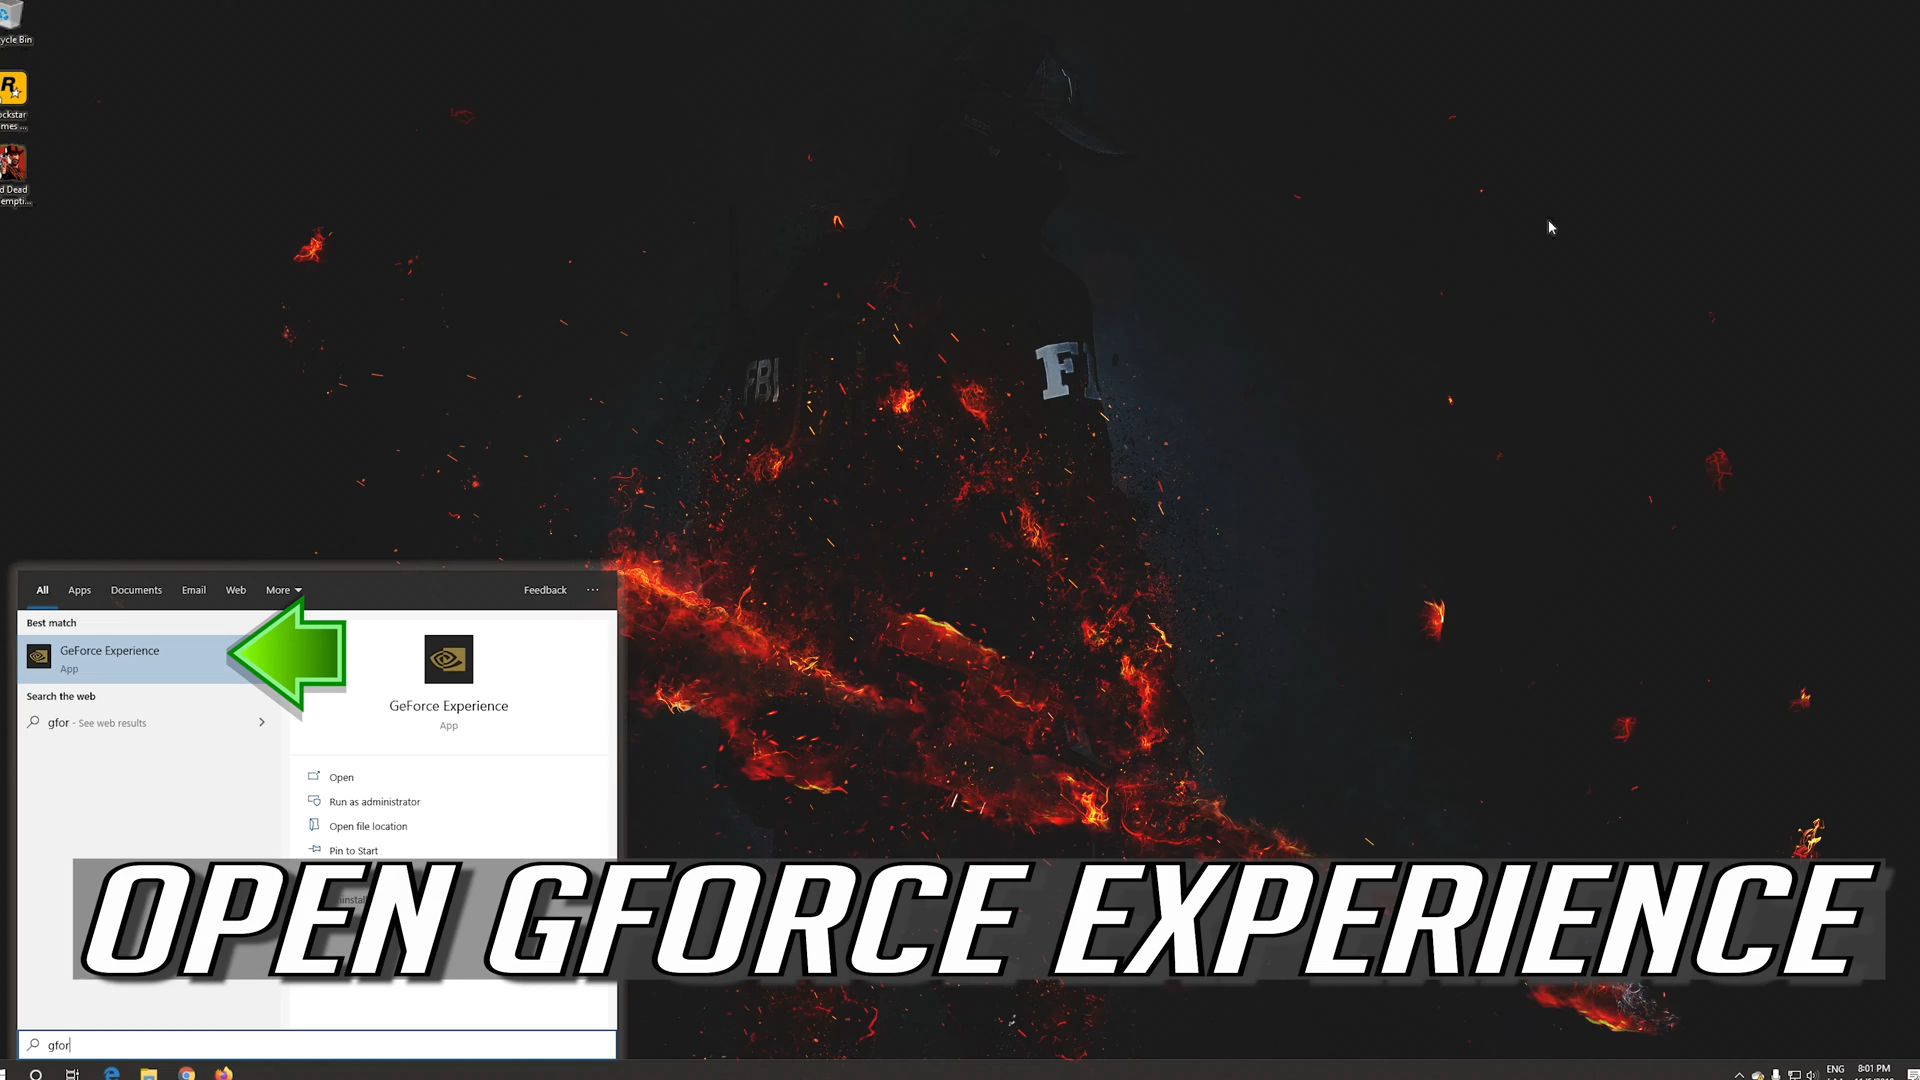 ycle Bin
R
ockstar
mes ...
d Dead
empti...
FBI
F
All Apps Documents Email Web More Feedback ...
Best match
GeForce Experience
App
Search the web
gfor - See web results
GeForce Experience
App
Open
Run as administrator
Open file location
Pin to Start
OPEN GFORCE EXPERIENCE
gfor
ENG 8:01 PM